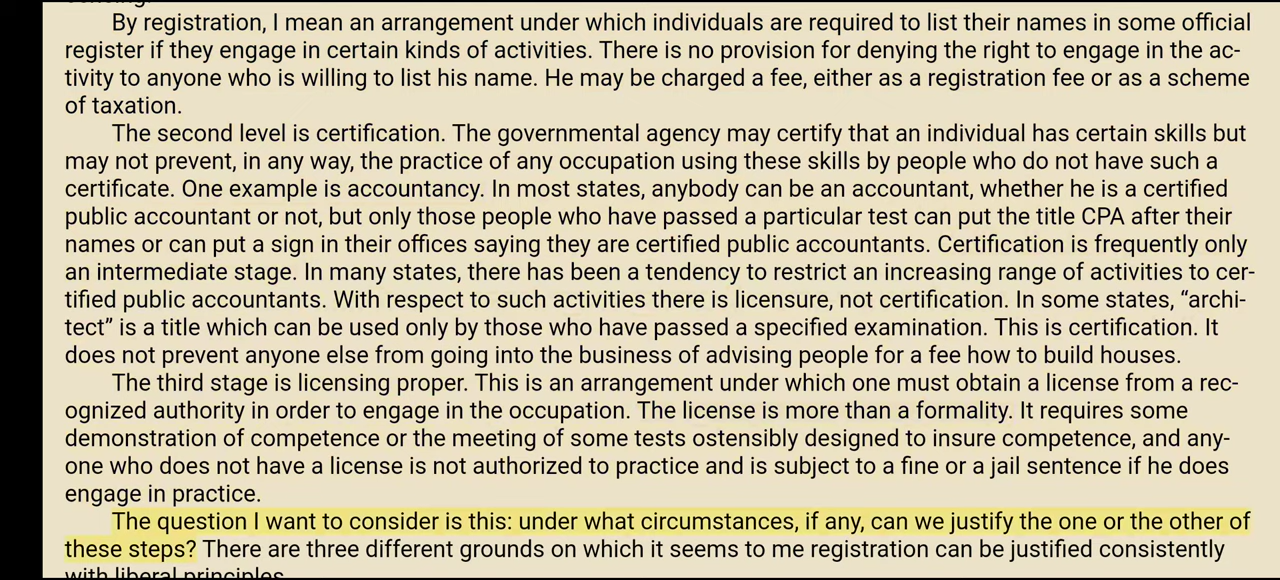 By registration, I mean an arrangement under which individuals are required to list their names in some official
register if they engage in certain kinds of activities. There is no provision for denying the right to engage in the ac-
tivity to anyone who is willing to list his name. He may be charged a fee, either as a registration fee or as a scheme
of taxation.
The second level is certification. The governmental agency may certify that an individual has certain skills but
may not prevent, in any way, the practice of any occupation using these skills by people who do not have such a
certificate. One example is accountancy. In most states, anybody can be an accountant, whether he is a certified
public accountant or not, but only those people who have passed a particular test can put the title CPA after their
names or can put a sign in their offices saying they are certified public accountants. Certification is frequently only
an intermediate stage. In many states, there has been a tendency to restrict an increasing range of activities to cer-
tified public accountants. With respect to such activities there is licensure, not certification. In some states, “archi-
tect” is a title which can be used only by those who have passed a specified examination. This is certification. It
does not prevent anyone else from going into the business of advising people for a fee how to build houses.
The third stage is licensing proper. This is an arrangement under which one must obtain a license from a rec-
ognized authority in order to engage in the occupation. The license is more than a formality. It requires some
demonstration of competence or the meeting of some tests ostensibly designed to insure competence, and any-
one who does not have a license is not authorized to practice and is subject to a fine or a jail sentence if he does
engage in practice.
The question I want to consider is this: under what circumstances, if any, can we justify the one or the other of
these steps? There are three different grounds on which it seems to me registration can be justified consistently
with liberal principles.